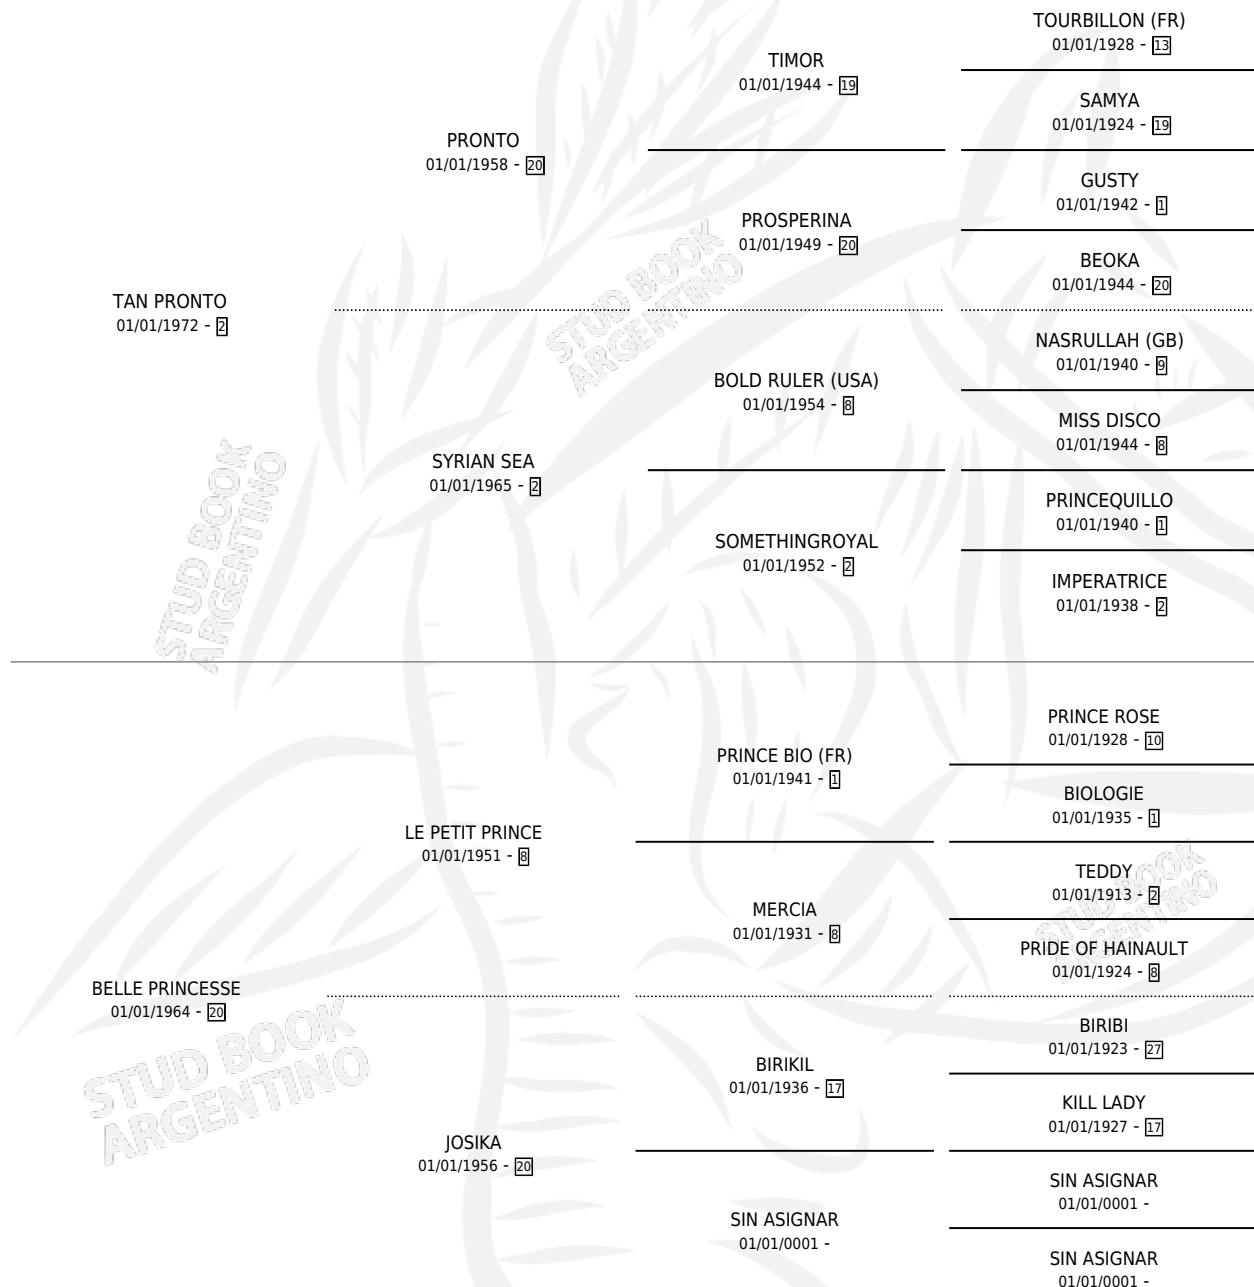 TOURBILLON (FR)
01/01/1928 - 13
TIMOR
01/01/1944 - 19
SAMYA
01/01/1924 - 19
PRONTO
01/01/1958 - 20
GUSTY
01/01/1942 - 1
PROSPERINA
01/01/1949 - 20
BEOKA
01/01/1944 - 20
TAN PRONTO
01/01/1972 - 2
STUD BOOK
ARGENTINO
NASRULLAH (GB)
01/01/1940 - 9
BOLD RULER (USA)
01/01/1954 - 8
MISS DISCO
01/01/1944 - 8
SYRIAN SEA
01/01/1965 - 2
PRINCEQUILLO
01/01/1940 - 1
SOMETHINGROYAL
01/01/1952 - 2
IMPERATRICE
01/01/1938 - 2
STUD BOOK
ARGENTINO
PRINCE ROSE
01/01/1928 - 10
PRINCE BIO (FR)
01/01/1941 - 1
BIOLOGIE
01/01/1935 - 1
LE PETIT PRINCE
01/01/1951 - 8
TEDDY
01/01/1913 - 2
MERCIA
01/01/1931 - 8
PRIDE OF HAINAULT
01/01/1924 - 8
STUD BOOK
ARGENTINO
BELLE PRINCESSE
01/01/1964 - 20
BIRIBI
01/01/1923 - 27
BIRIKIL
01/01/1936 - 17
KILL LADY
01/01/1927 - 17
STUD BOOK
ARGENTINO
JOSIKA
01/01/1956 - 20
SIN ASIGNAR
01/01/0001 -
SIN ASIGNAR
01/01/0001 -
SIN ASIGNAR
01/01/0001 -